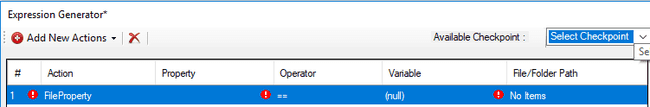 Expression Generator*
Add New Actions Available Checkpoint : Select Checkpoint
Se
# Action Property Operator Variable File/Folder Path
1 FileProperty == (null) No Items